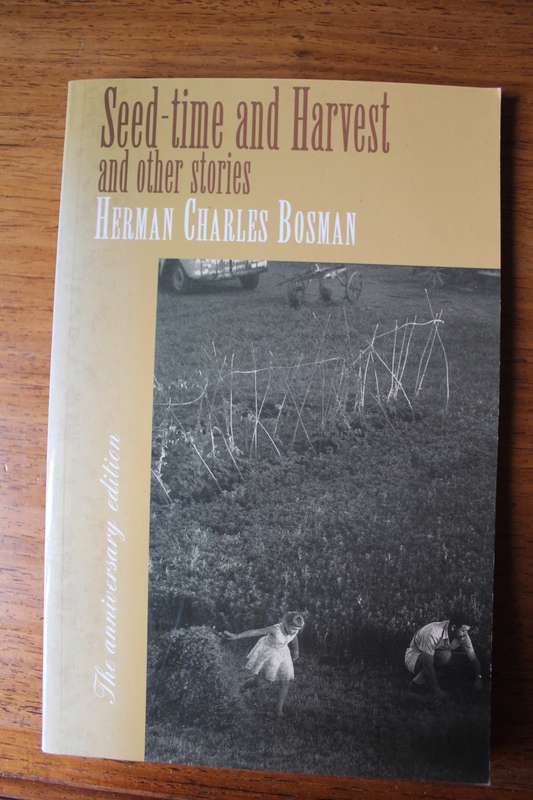 Seed-time and Harvest
and other stories
HERMAN CHARLES BOSMAN
The anniversary edition